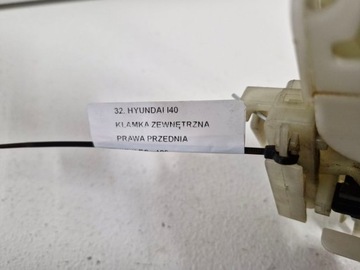 32. HYUNDAI I40
KLAMKA ZEWNĘTRZNA
PRAWA PRZEDNIA